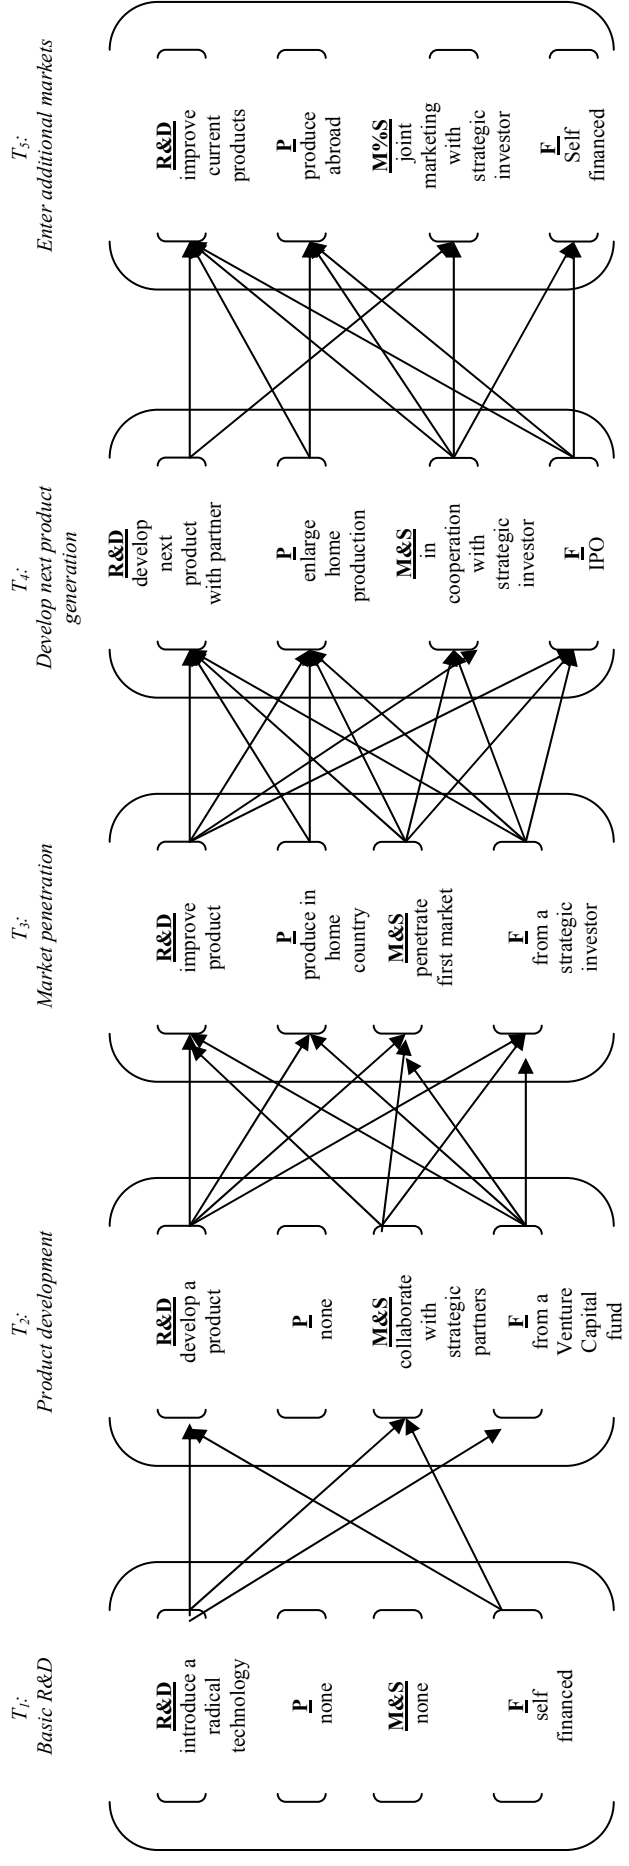 T₁:
Basic R&D
R&D
introduce a
radical
technology
P
none
M&S
none
F
self
financed
T₂:
Product development
R&D
develop a
product
P
none
M&S
collaborate
with
strategic
partners
F
from a
Venture
Capital
fund
T₃:
Market penetration
R&D
improve
product
P
produce in
home
country
M&S
penetrate
first market
F
from a
strategic
investor
T₄:
Develop next product
generation
R&D
develop
next
product
with partner
P
enlarge
home
production
M&S
in
cooperation
with
strategic
investor
F
IPO
T₅:
Enter additional markets
R&D
improve
current
products
P
produce
abroad
M%S
joint
marketing
with
strategic
investor
F
Self
financed